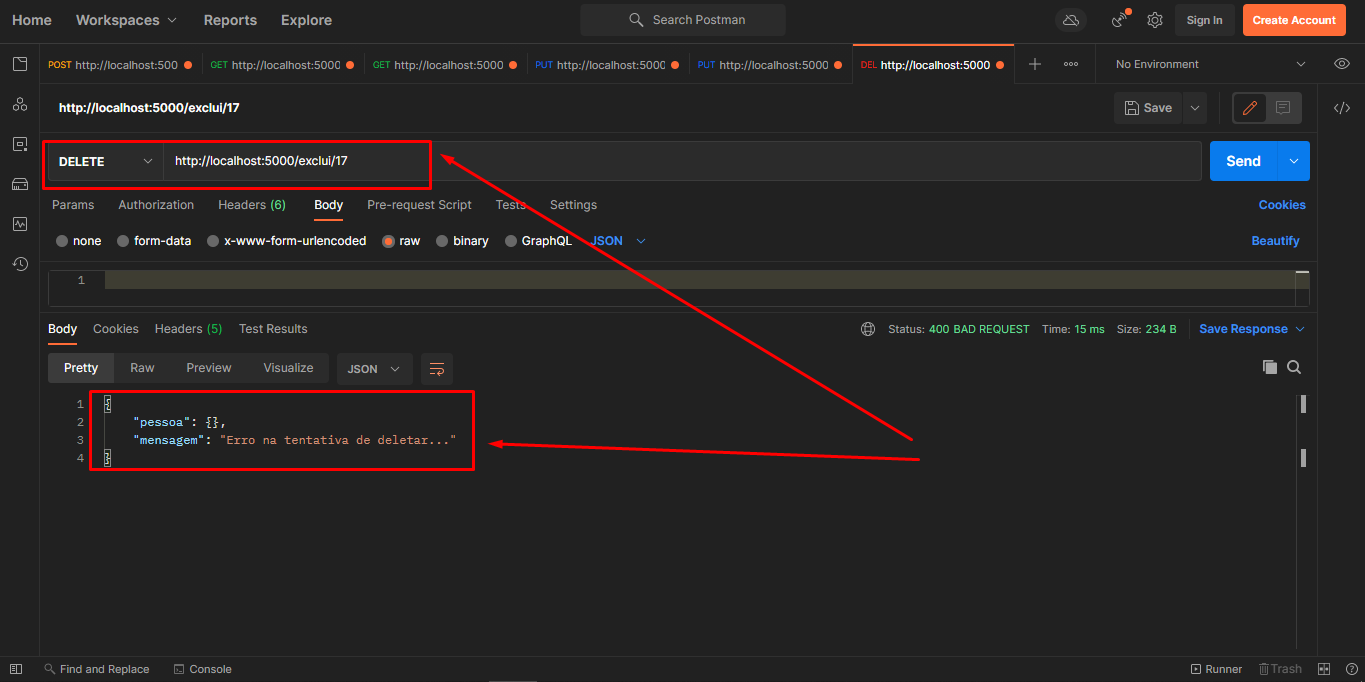 Home Workspaces Reports Explore Search Postman Sign In Create Account
POST http://localhost:500 GET http://localhost:5000 GET http://localhost:5000 PUT http://localhost:5000 PUT http://localhost:5000 DEL http://localhost:5000 No Environment
http://localhost:5000/exclui/17 Save
DELETE http://localhost:5000/exclui/17 Send
Params Authorization Headers (6) Body Pre-request Script Tests Settings Cookies
none form-data x-www-form-urlencoded raw binary GraphQL JSON Beautify
1
Body Cookies Headers (5) Test Results Status: 400 BAD REQUEST Time: 15 ms Size: 234 B Save Response
Pretty Raw Preview Visualize JSON
1 {
2 "pessoa": {},
3 "mensagem": "Erro na tentativa de deletar..."
4 }
Find and Replace Console Runner Trash